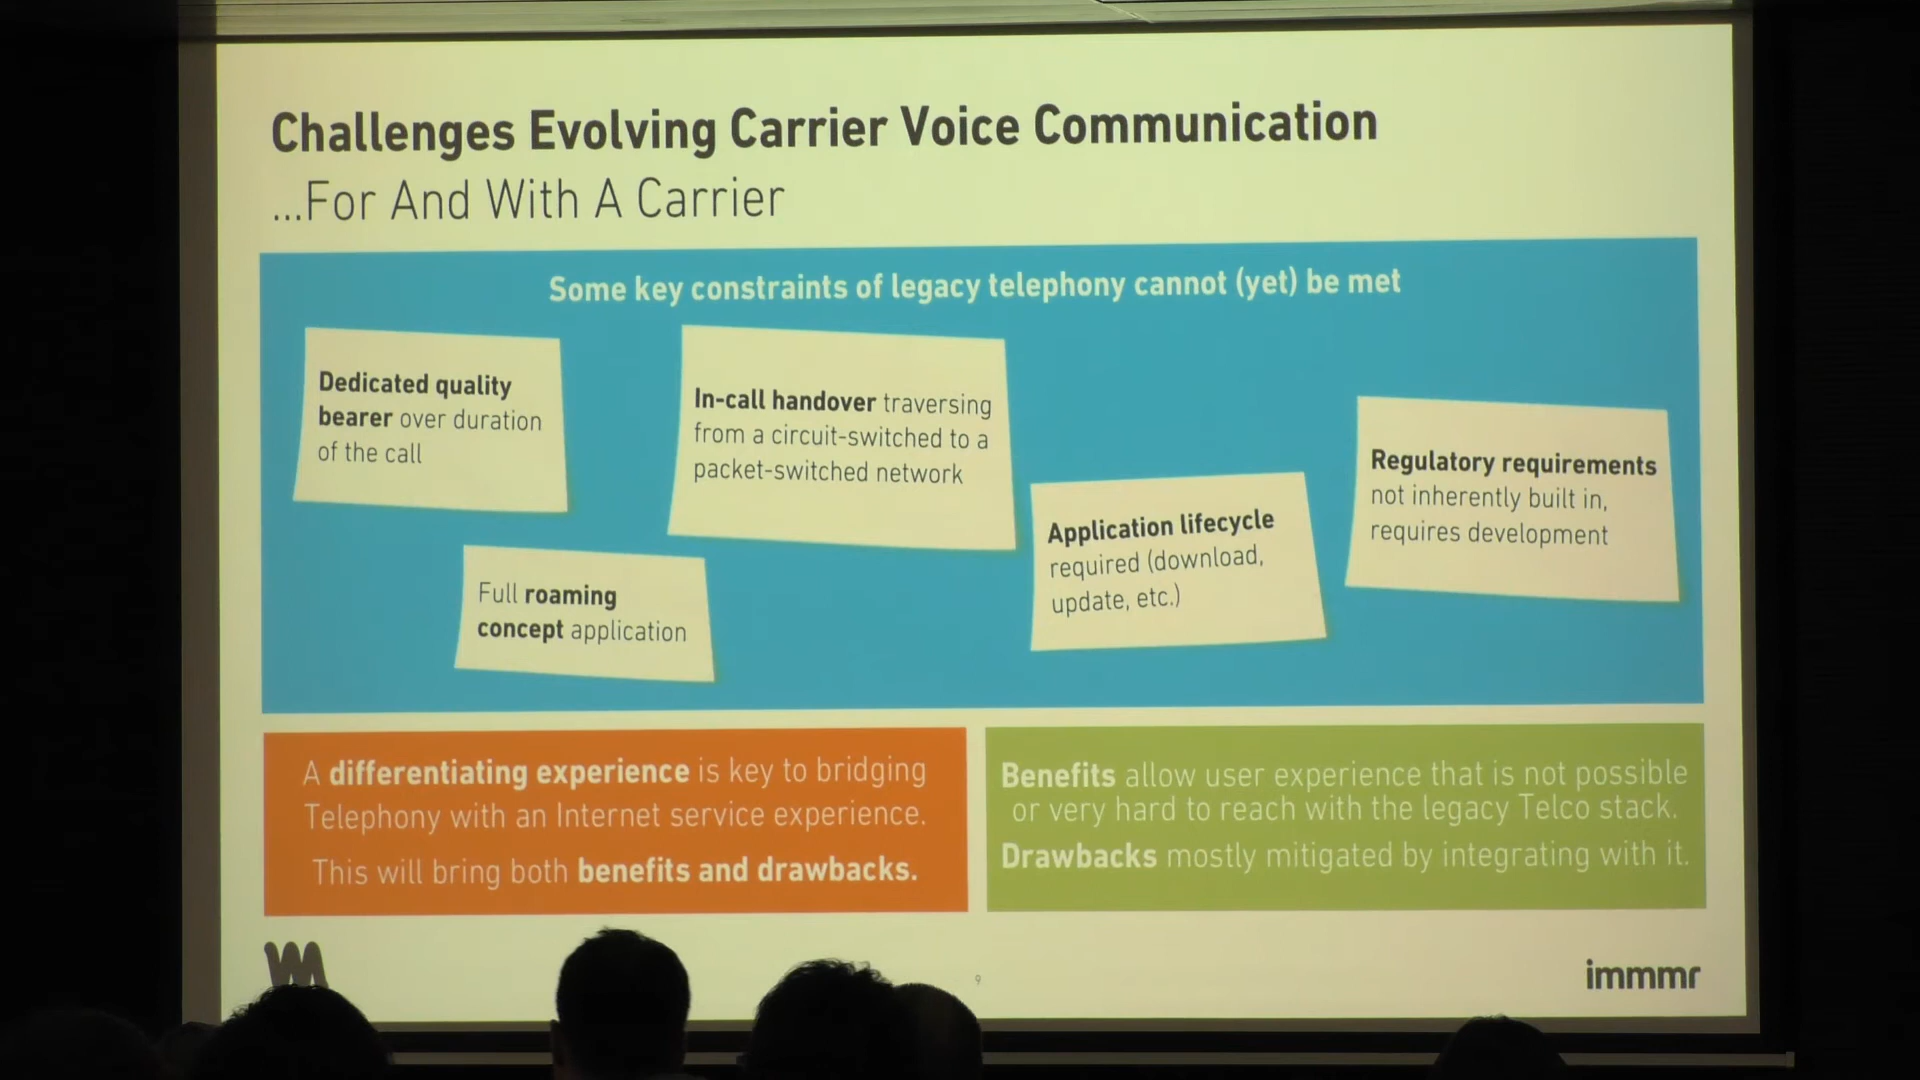 Challenges Evolving Carrier Voice Communication
...For And With A Carrier
Some key constraints of legacy telephony cannot (yet) be met
Dedicated quality
bearer over duration
of the call
In-call handover traversing
from a circuit-switched to a
packet-switched network
Regulatory requirements
not inherently built in,
requires development
Application lifecycle
required (download,
update, etc.)
Full roaming
concept application
A differentiating experience is key to bridging
Telephony with an Internet service experience.
This will bring both benefits and drawbacks.
Benefits allow user experience that is not possible
or very hard to reach with the legacy Telco stack.
Drawbacks mostly mitigated by integrating with it.
9
immmr